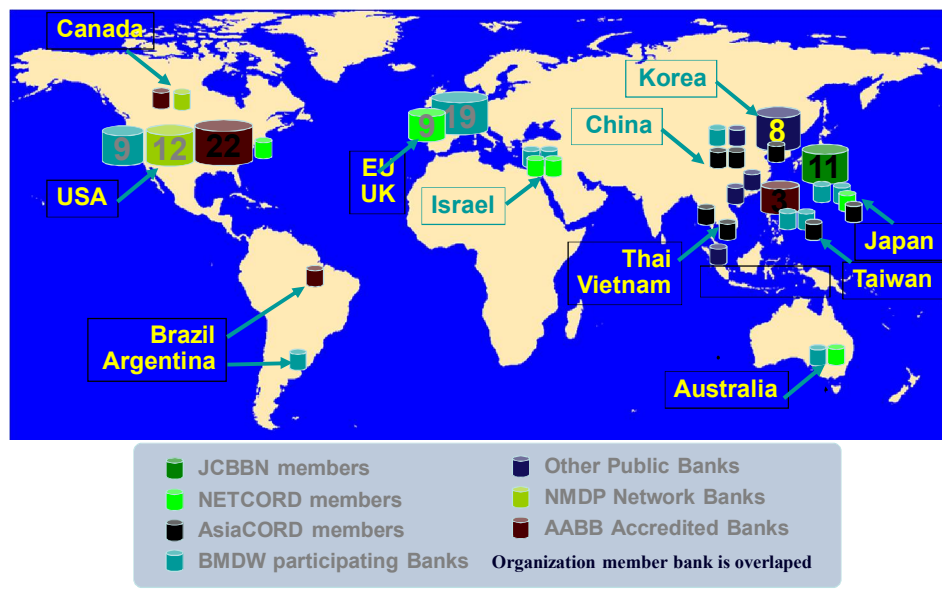 Canada
Korea
China
9
12
22
9
19
8
11
3
USA
EU
UK
Israel
Thai
Vietnam
Japan
Taiwan
Brazil
Argentina
Australia
JCBBN members
NETCORD members
AsiaCORD members
BMDW participating Banks
Other Public Banks
NMDP Network Banks
AABB Accredited Banks
Organization member bank is overlaped